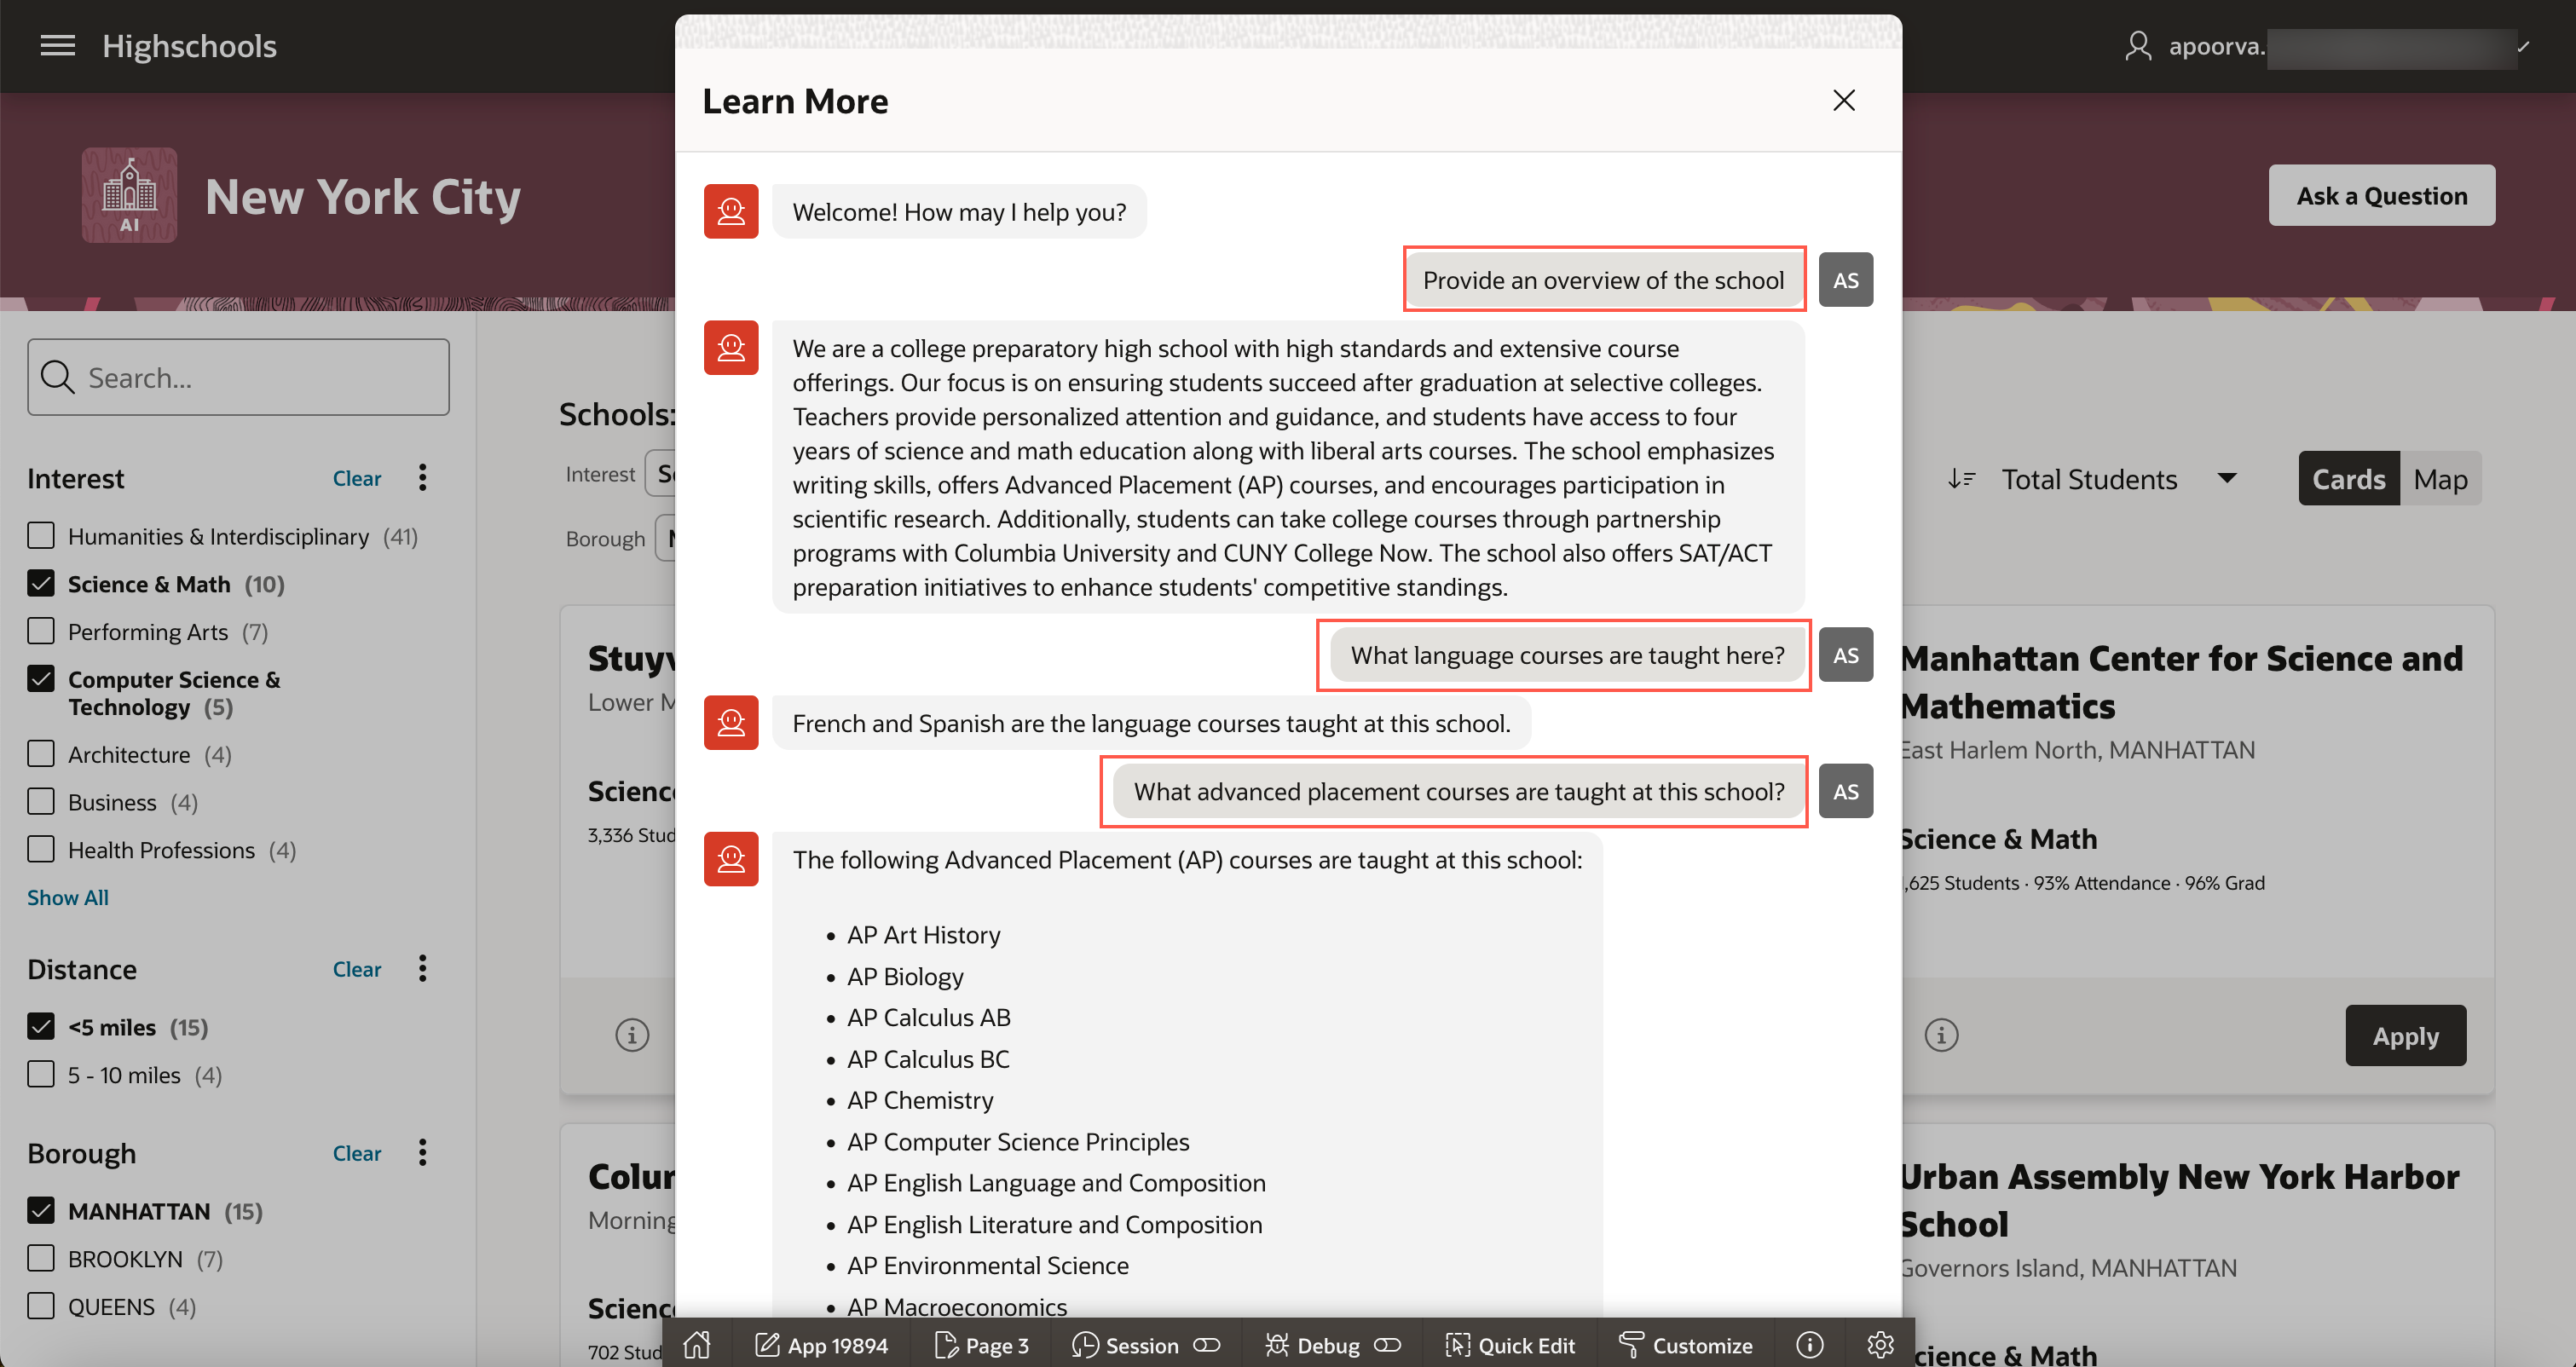 Highschools
apoorva.
AI
New York City
Ask a Question
Search...
Interest Clear
Humanities & Interdisciplinary (41)
Science & Math (10)
Performing Arts (7)
Computer Science &
Technology (5)
Architecture (4)
Business (4)
Health Professions (4)
Show All
Distance Clear
<5 miles (15)
5 - 10 miles (4)
Borough Clear
MANHATTAN (15)
BROOKLYN (7)
QUEENS (4)
Schools:
Interest
Borough
Lower
3,336
702
Learn More
Welcome! How may I help you?
Provide an overview of the school
AS
We are a college preparatory high school with high standards and extensive course
offerings. Our focus is on ensuring students succeed after graduation at selective colleges.
Teachers provide personalized attention and guidance, and students have access to four
years of science and math education along with liberal arts courses. The school emphasizes
writing skills, offers Advanced Placement (AP) courses, and encourages participation in
scientific research. Additionally, students can take college courses through partnership
programs with Columbia University and CUNY College Now. The school also offers SAT/ACT
preparation initiatives to enhance students' competitive standings.
What language courses are taught here?
AS
French and Spanish are the language courses taught at this school.
What advanced placement courses are taught at this school?
AS
The following Advanced Placement (AP) courses are taught at this school:
• AP Art History
• AP Biology
• AP Calculus AB
• AP Calculus BC
• AP Chemistry
• AP Computer Science Principles
• AP English Language and Composition
• AP English Literature and Composition
• AP Environmental Science
• AP Macroeconomics
Total Students
Cards Map
Manhattan Center for Science and
Mathematics
East Harlem North, MANHATTAN
Science & Math
,625 Students · 93% Attendance · 96% Grad
Apply
Urban Assembly New York Harbor
School
Governors Island, MANHATTAN
Science & Math
App 19894 Page 3 Session Debug Quick Edit Customize